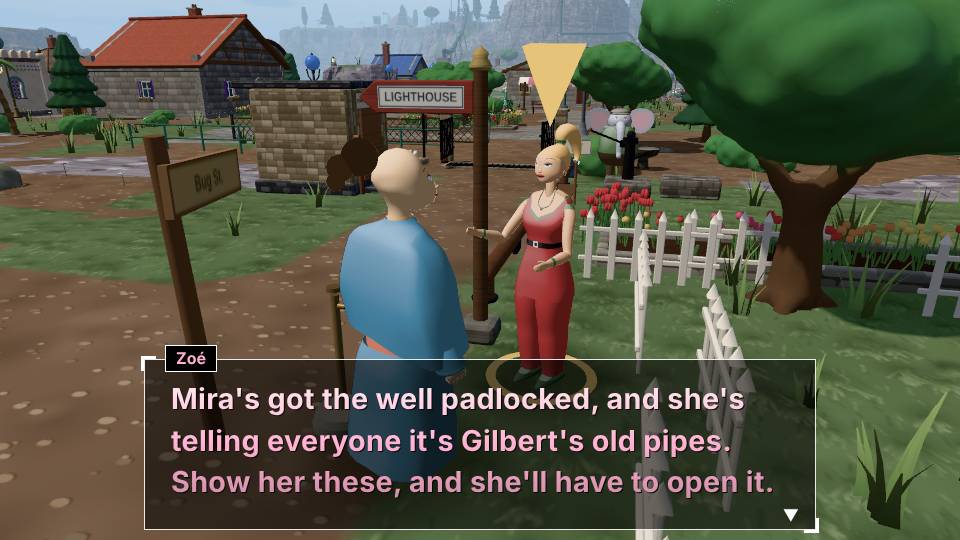 LIGHTHOUSE
Bug St.
Zoé
Mira's got the well padlocked, and she's
telling everyone it's Gilbert's old pipes.
Show her these, and she'll have to open it.